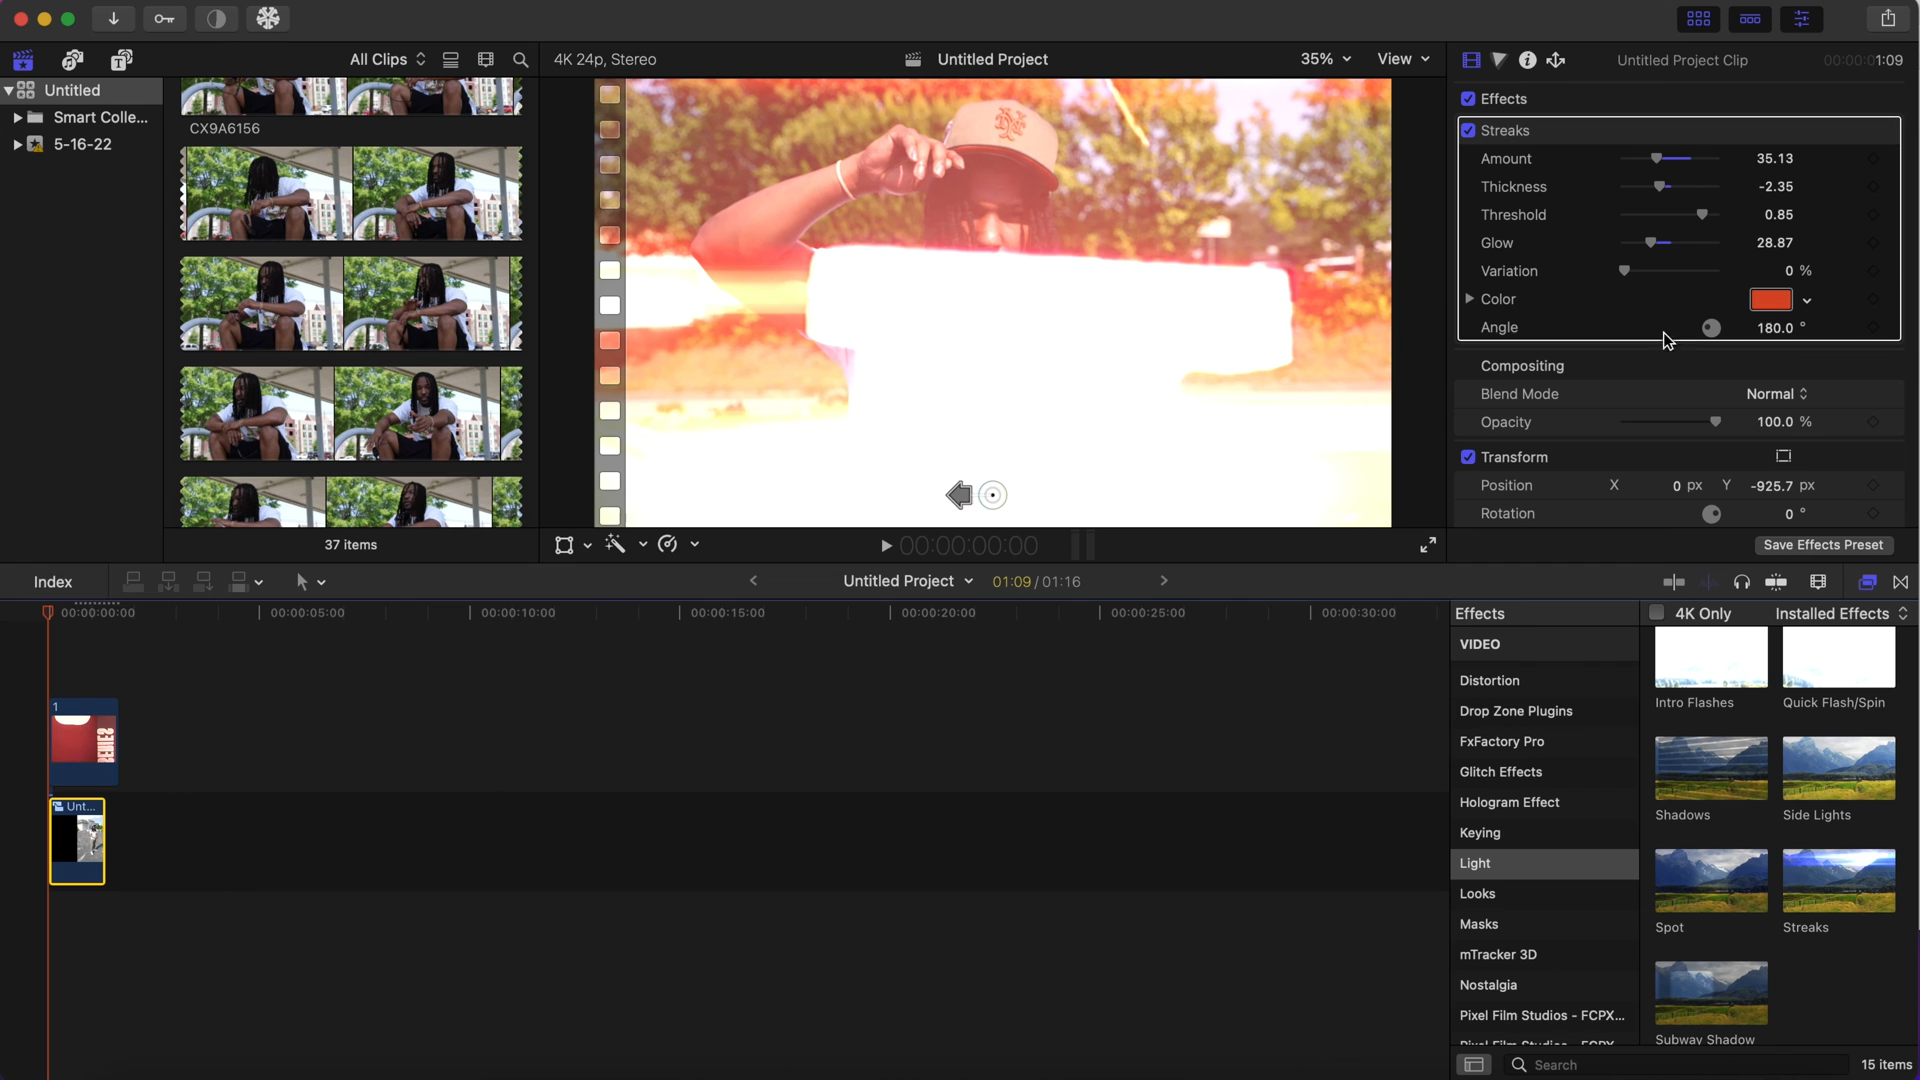 All Clips
4K 24p, Stereo
Untitled Project
35%
View
Untitled Project Clip
00:00:01:09
Untitled
Smart Colle...
5-16-22
CX9A6156
37 items
Effects
Streaks
Amount
35.13
Thickness
-2.35
Threshold
0.85
Glow
28.87
Variation
0 %
Color
Angle
180.0 °
Compositing
Blend Mode
Normal
Opacity
100.0 %
Transform
Position
X
0 px
Y
-925.7 px
Rotation
0 °
Save Effects Preset
00:00:00:00
Index
Untitled Project
01:09 / 01:16
00:00:00:00
00:00:05:00
00:00:10:00
00:00:15:00
00:00:20:00
00:00:25:00
00:00:30:00
1
SERIES
Unt...
Effects
4K Only
Installed Effects
VIDEO
Distortion
Drop Zone Plugins
FxFactory Pro
Glitch Effects
Hologram Effect
Keying
Light
Looks
Masks
mTracker 3D
Nostalgia
Pixel Film Studios - FCPX...
Intro Flashes
Quick Flash/Spin
Shadows
Side Lights
Spot
Streaks
Subway Shadow
Search
15 items